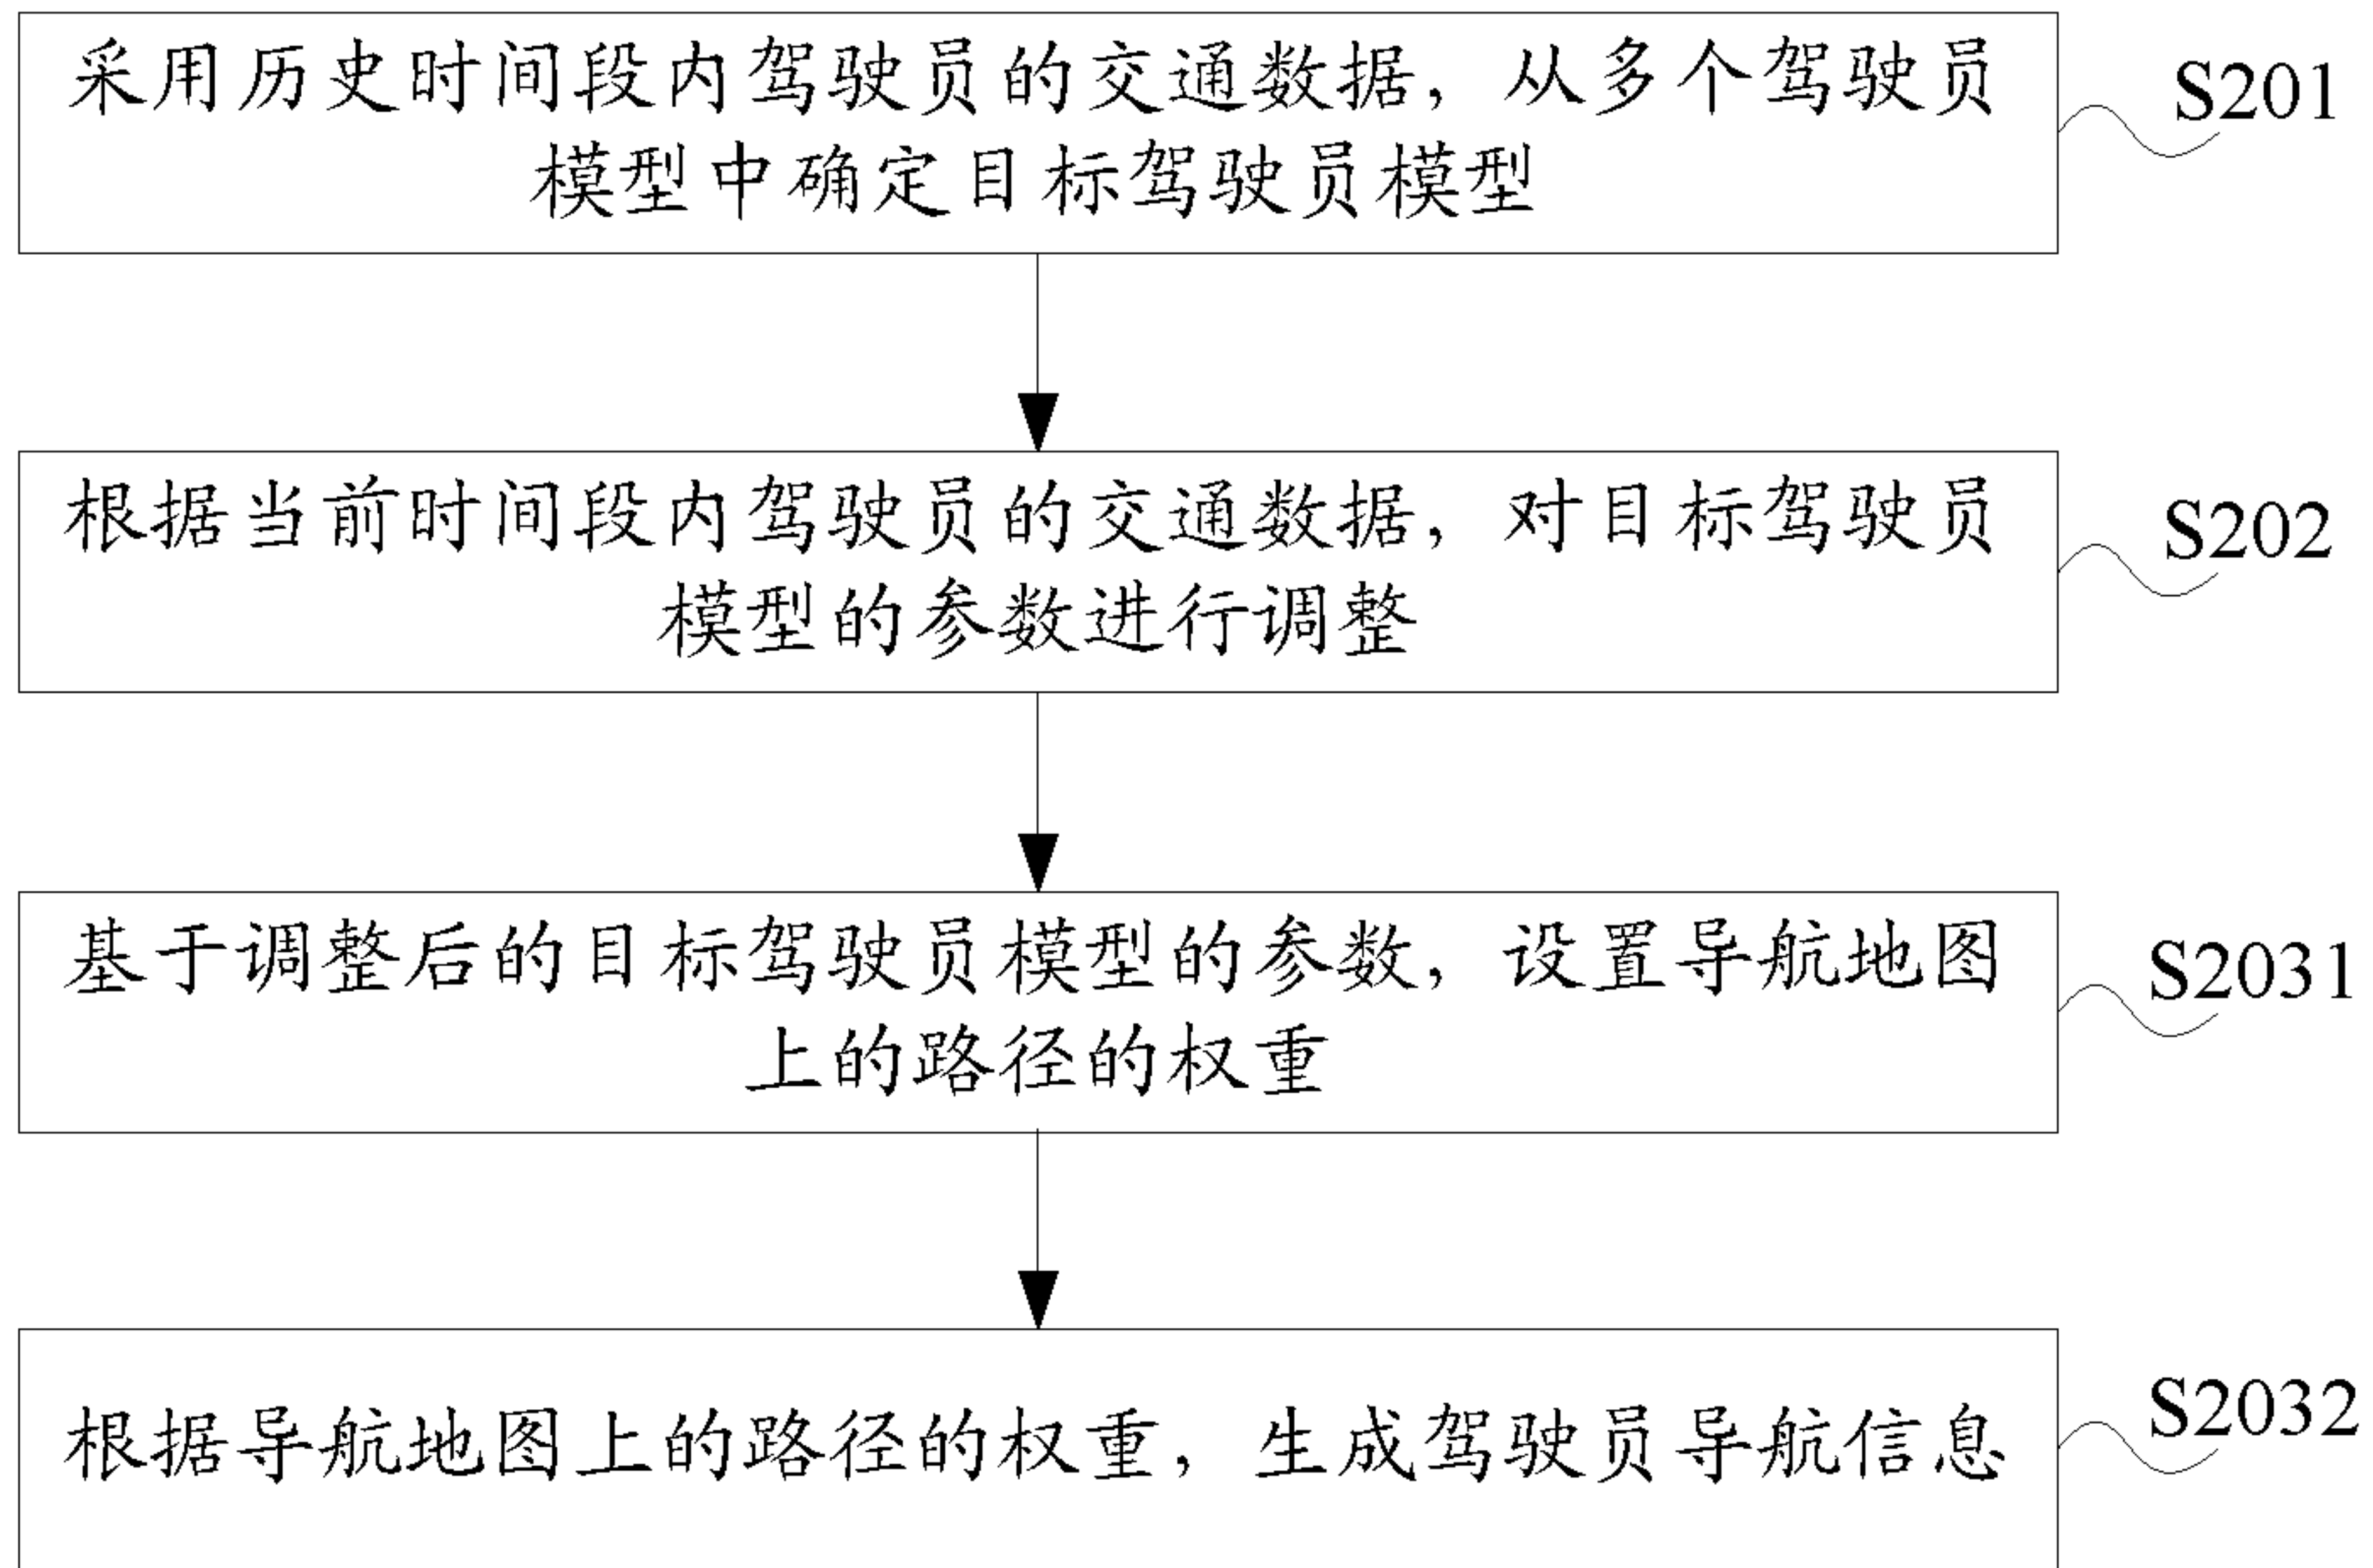 采用历史时间段内驾驶员的交通数据，从多个驾驶员
模型中确定目标驾驶员模型
S201
根据当前时间段内驾驶员的交通数据，对目标驾驶员
模型的参数进行调整
S202
基于调整后的目标驾驶员模型的参数，设置导航地图
上的路径的权重
S2031
根据导航地图上的路径的权重，生成驾驶员导航信息
S2032